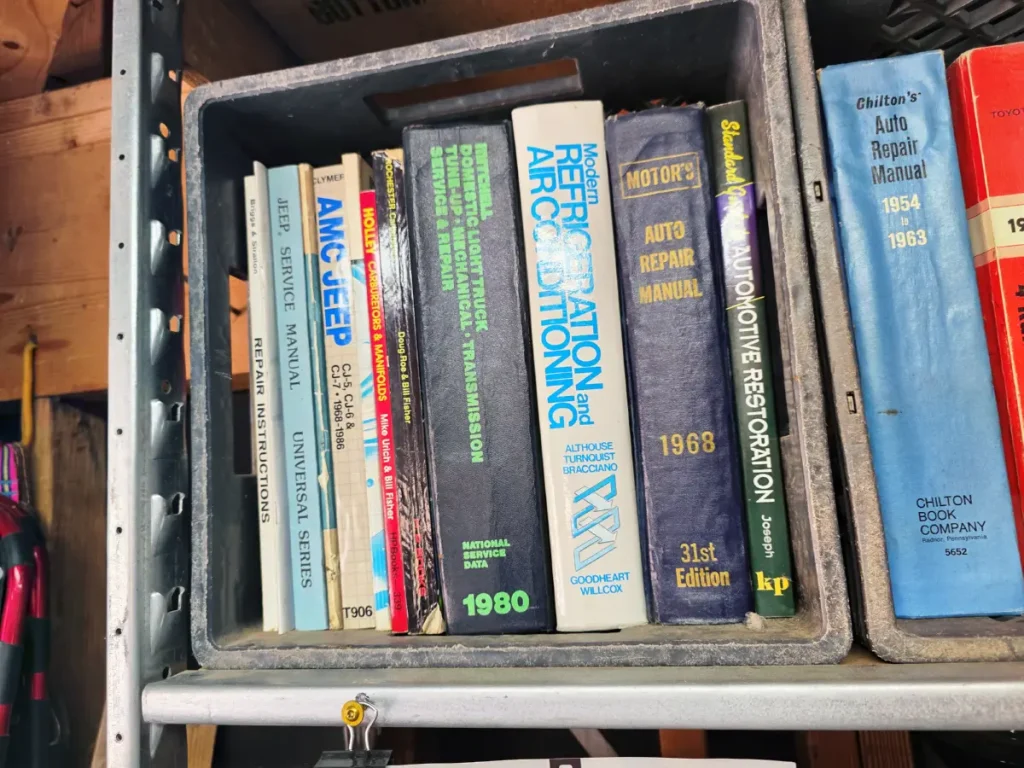 Briggs & Stratton
REPAIR INSTRUCTIONS
JEEP SERVICE MANUAL
UNIVERSAL SERIES
CLYMER
AMC JEEP
CJ-5, CJ-6 &
CJ-7 • 1968-1986
T906
HOLLEY CARBURETORS & MANIFOLDS
Mike Urich & Bill Fisher
ROCHESTER
Doug Roe & Bill Fisher
MITCHELL
DOMESTIC LIGHT TRUCK
TUNE-UP • MECHANICAL • TRANSMISSION
SERVICE & REPAIR
NATIONAL
SERVICE
DATA
1980
Modern
REFRIGERATION and
AIR CONDITIONING
ALTHOUSE
TURNQUIST
BRACCIANO
GOODHEART
WILLCOX
MOTOR'S
AUTO
REPAIR
MANUAL
1968
31st
Edition
Standard
AUTOMOTIVE RESTORATION
Joseph
kp
Chilton's
Auto
Repair
Manual
1954
to
1963
CHILTON
BOOK
COMPANY
Radnor, Pennsylvania
5652
TOYO
19